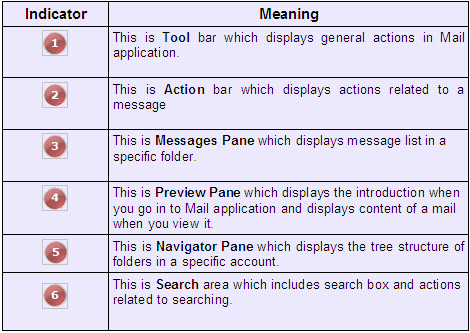 Indicator Meaning
1 This is Tool bar which displays general actions in Mail
application.
2 This is Action bar which displays actions related to a
message
3 This is Messages Pane which displays message list in a
specific folder.
4 This is Preview Pane which displays the introduction when
you go in to Mail application and displays content of a mail
when you view it.
5 This is Navigator Pane which displays the tree structure of
folders in a specific account.
6 This is Search area which includes search box and actions
related to searching.